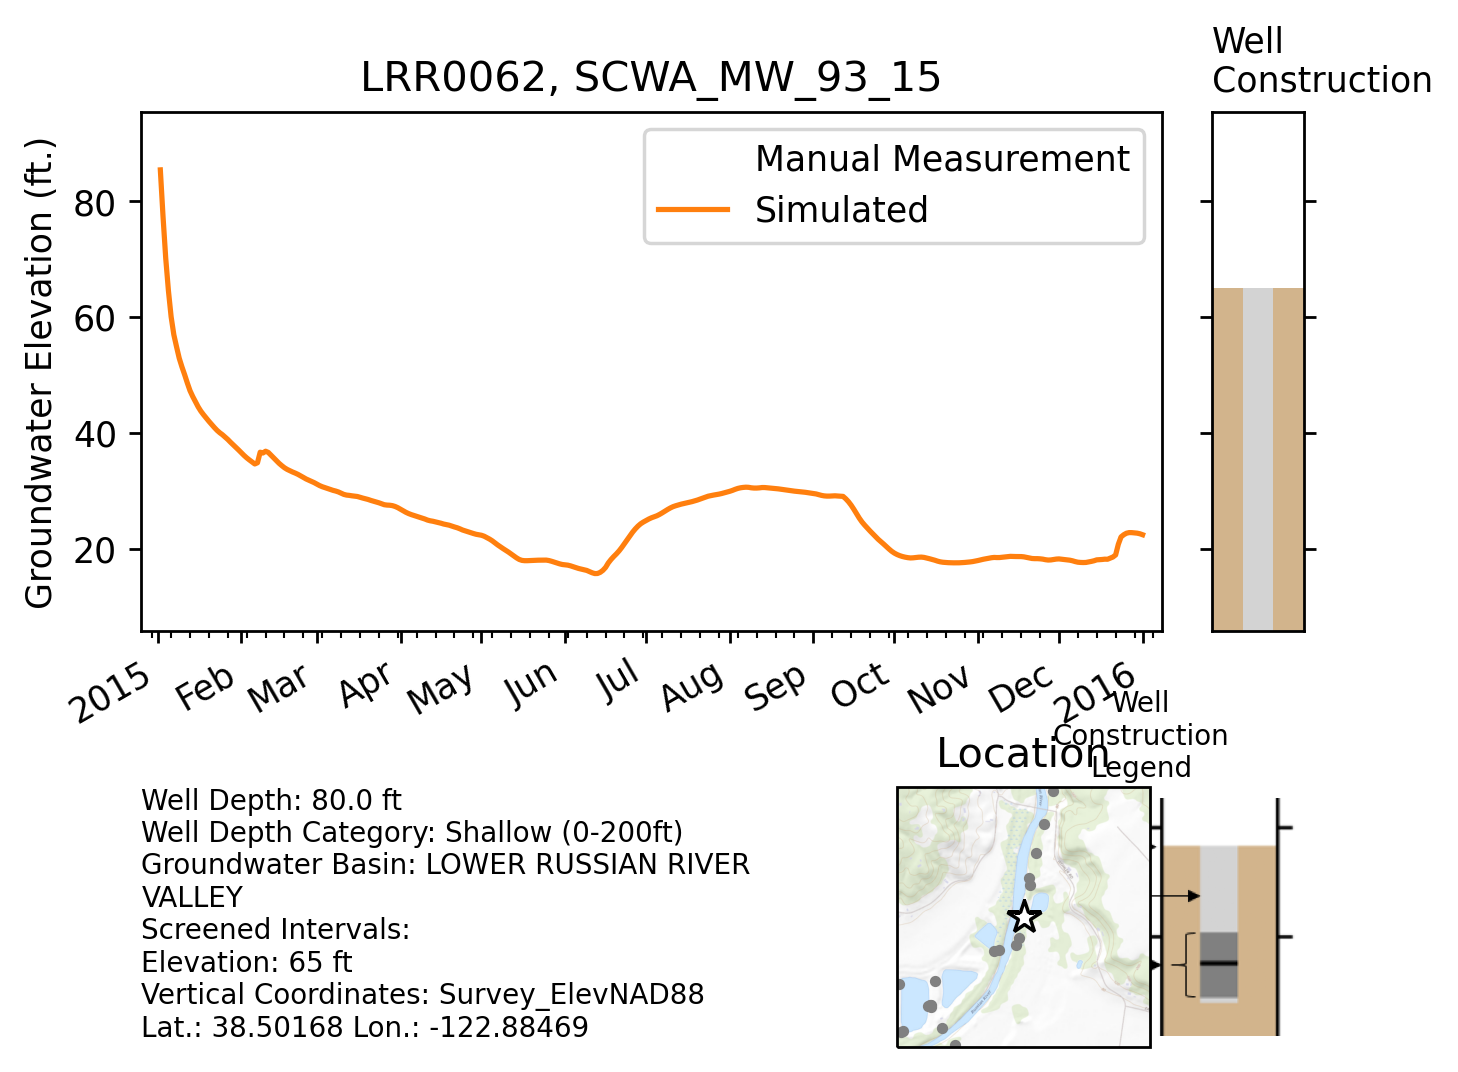 Well
Construction
LRR0062, SCWA_MW_93_15
Groundwater Elevation (ft.)
80
60
40
20
Manual Measurement
Simulated
2015
Feb
Mar
Apr
May
Jun
Jul
Aug
Sep
Oct
Nov
Dec
2016
Well
Construction
Legend
Location
Well Depth: 80.0 ft
Well Depth Category: Shallow (0-200ft)
Groundwater Basin: LOWER RUSSIAN RIVER
VALLEY
Screened Intervals:
Elevation: 65 ft
Vertical Coordinates: Survey_ElevNAD88
Lat.: 38.50168 Lon.: -122.88469